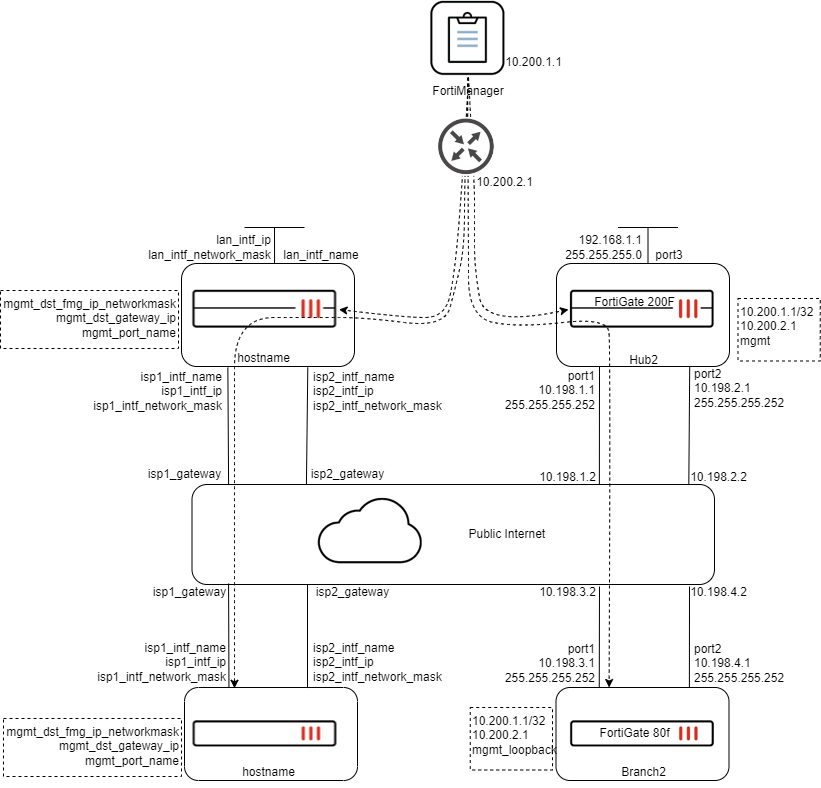 10.200.1.1
FortiManager
10.200.2.1
lan_intf_ip
lan_intf_network_mask
lan_intf_name
192.168.1.1
255.255.255.0
port3
mgmt_dst_fmg_ip_networkmask
mgmt_dst_gateway_ip
mgmt_port_name
hostname
FortiGate 200F
Hub2
10.200.1.1/32
10.200.2.1
mgmt
isp1_intf_name
isp1_intf_ip
isp1_intf_network_mask
isp2_intf_name
isp2_intf_ip
isp2_intf_network_mask
port1
10.198.1.1
255.255.255.252
port2
10.198.2.1
255.255.255.252
isp1_gateway
isp2_gateway
10.198.1.2
10.198.2.2
Public Internet
isp1_gateway
isp2_gateway
10.198.3.2
10.198.4.2
isp1_intf_name
isp1_intf_ip
isp1_intf_network_mask
isp2_intf_name
isp2_intf_ip
isp2_intf_network_mask
port1
10.198.3.1
255.255.255.252
port2
10.198.4.1
255.255.255.252
mgmt_dst_fmg_ip_networkmask
mgmt_dst_gateway_ip
mgmt_port_name
hostname
10.200.1.1/32
10.200.2.1
mgmt_loopback
FortiGate 80f
Branch2